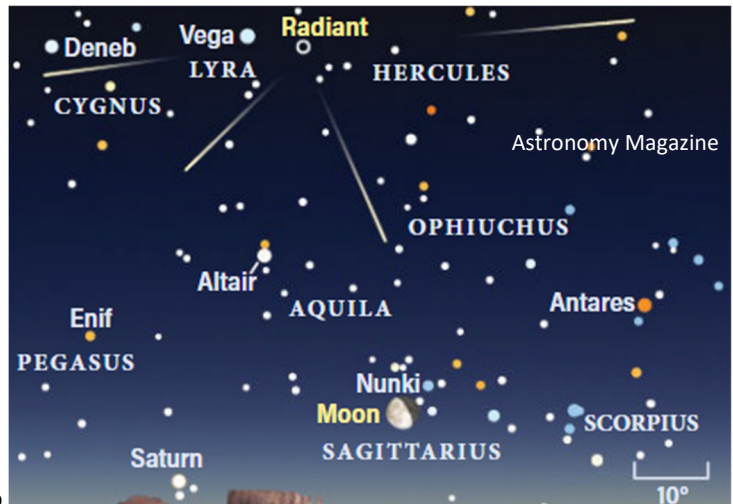 Radiant
Vega
Deneb
LYRA
HERCULES
CYGNUS
Astronomy Magazine
OPHIUCHUS
Altair
Antares
AQUILA
Enif
PEGASUS
Nunki
Moon
SCORPIUS
SAGITTARIUS
Saturn
10°